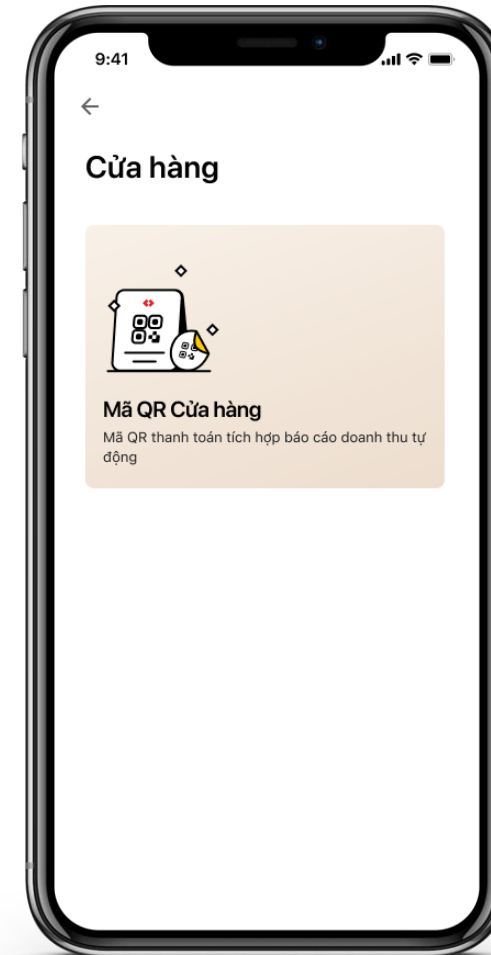 9:41
Cửa hàng
Mã QR Cửa hàng
Mã QR thanh toán tích hợp báo cáo doanh thu tự
động